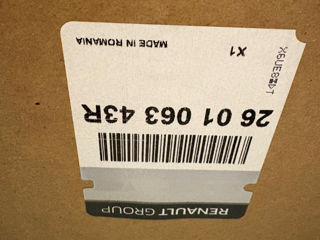 RENAULT GROUP
26 01 063 43R
X1
MADE IN ROMANIA